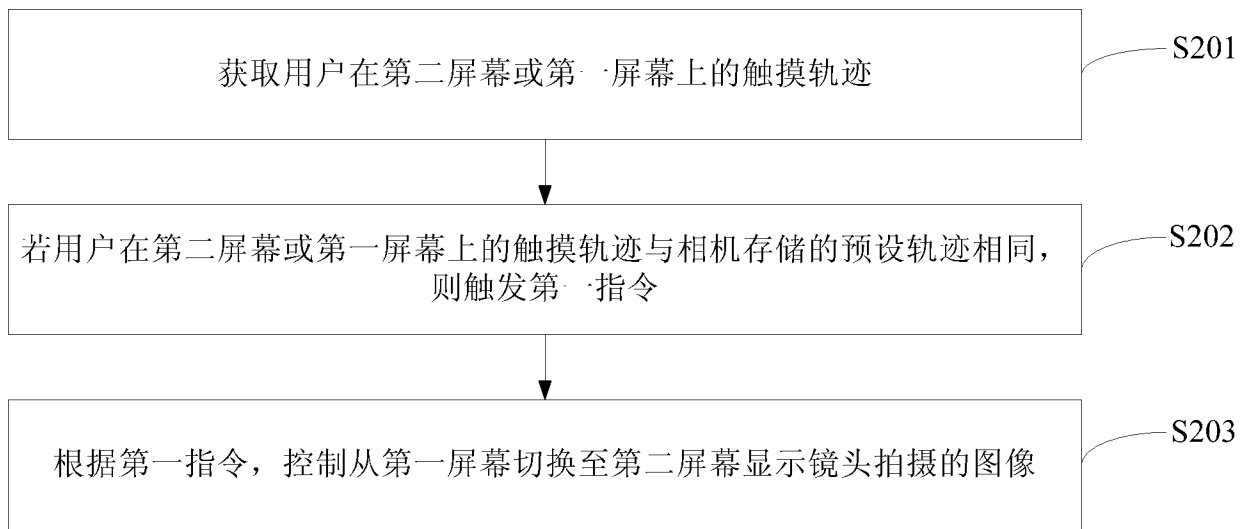 获取用户在第二屏幕或第一屏幕上的触摸轨迹
S201
若用户在第二屏幕或第一屏幕上的触摸轨迹与相机存储的预设轨迹相同，
则触发第一指令
S202
根据第一指令，控制从第一屏幕切换至第二屏幕显示镜头拍摄的图像
S203